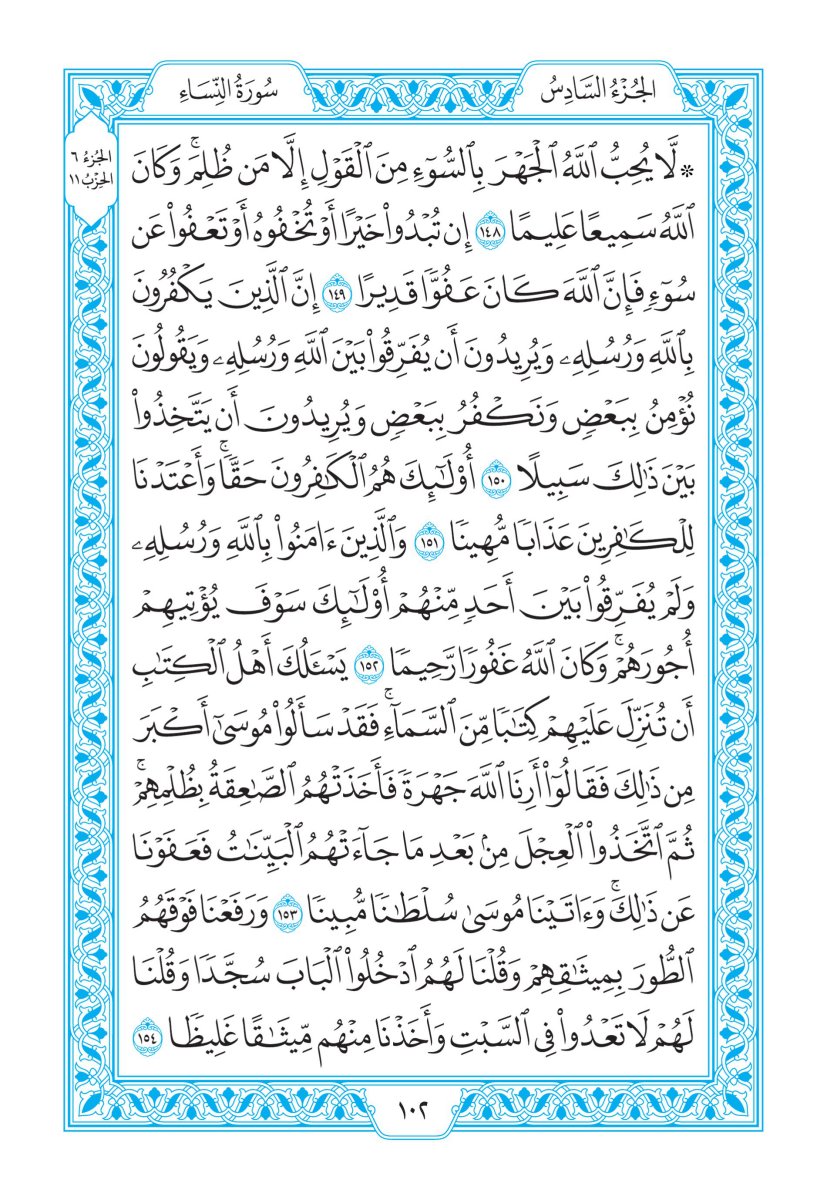 الجُزْءُ السَّادِسُ
سُورَةُ النِّسَاءِ
الجُزْءُ ٦
الحِزْبُ ١١
* لَّا يُحِبُّ ٱللَّهُ ٱلْجَهْرَ بِٱلسُّوٓءِ مِنَ ٱلْقَوْلِ إِلَّا مَن ظُلِمَۚ وَكَانَ
ٱللَّهُ سَمِيعًا عَلِيمًا ١٤٨ إِن تُبْدُوا۟ خَيْرًا أَوْ تُخْفُوهُ أَوْ تَعْفُوا۟ عَن
سُوٓءٍ فَإِنَّ ٱللَّهَ كَانَ عَفُوًّا قَدِيرًا ١٤٩ إِنَّ ٱلَّذِينَ يَكْفُرُونَ
بِٱللَّهِ وَرُسُلِهِۦ وَيُرِيدُونَ أَن يُفَرِّقُوا۟ بَيْنَ ٱللَّهِ وَرُسُلِهِۦ وَيَقُولُونَ
نُؤْمِنُ بِبَعْضٍ وَنَكْفُرُ بِبَعْضٍ وَيُرِيدُونَ أَن يَتَّخِذُوا۟
بَيْنَ ذَٰلِكَ سَبِيلًا ١٥٠ أُو۟لَٰٓئِكَ هُمُ ٱلْكَٰفِرُونَ حَقًّاۚ وَأَعْتَدْنَا
لِلْكَٰفِرِينَ عَذَابًا مُّهِينًا ١٥١ وَٱلَّذِينَ ءَامَنُوا۟ بِٱللَّهِ وَرُسُلِهِۦ
وَلَمْ يُفَرِّقُوا۟ بَيْنَ أَحَدٍ مِّنْهُمْ أُو۟لَٰٓئِكَ سَوْفَ يُؤْتِيهِمْ
أُجُورَهُمْۚ وَكَانَ ٱللَّهُ غَفُورًا رَّحِيمًا ١٥٢ يَسْـَٔلُكَ أَهْلُ ٱلْكِتَٰبِ
أَن تُنَزِّلَ عَلَيْهِمْ كِتَٰبًا مِّنَ ٱلسَّمَآءِۚ فَقَدْ سَأَلُوا۟ مُوسَىٰٓ أَكْبَرَ
مِن ذَٰلِكَ فَقَالُوٓا۟ أَرِنَا ٱللَّهَ جَهْرَةً فَأَخَذَتْهُمُ ٱلصَّٰعِقَةُ بِظُلْمِهِمْۚ
ثُمَّ ٱتَّخَذُوا۟ ٱلْعِجْلَ مِنۢ بَعْدِ مَا جَآءَتْهُمُ ٱلْبَيِّنَٰتُ فَعَفَوْنَا
عَن ذَٰلِكَۚ وَءَاتَيْنَا مُوسَىٰ سُلْطَٰنًا مُّبِينًا ١٥٣ وَرَفَعْنَا فَوْقَهُمُ
ٱلطُّورَ بِمِيثَٰقِهِمْ وَقُلْنَا لَهُمُ ٱدْخُلُوا۟ ٱلْبَابَ سُجَّدًا وَقُلْنَا
لَهُمْ لَا تَعْدُوا۟ فِى ٱلسَّبْتِ وَأَخَذْنَا مِنْهُم مِّيثَٰقًا غَلِيظًا ١٥٤
١٠٢